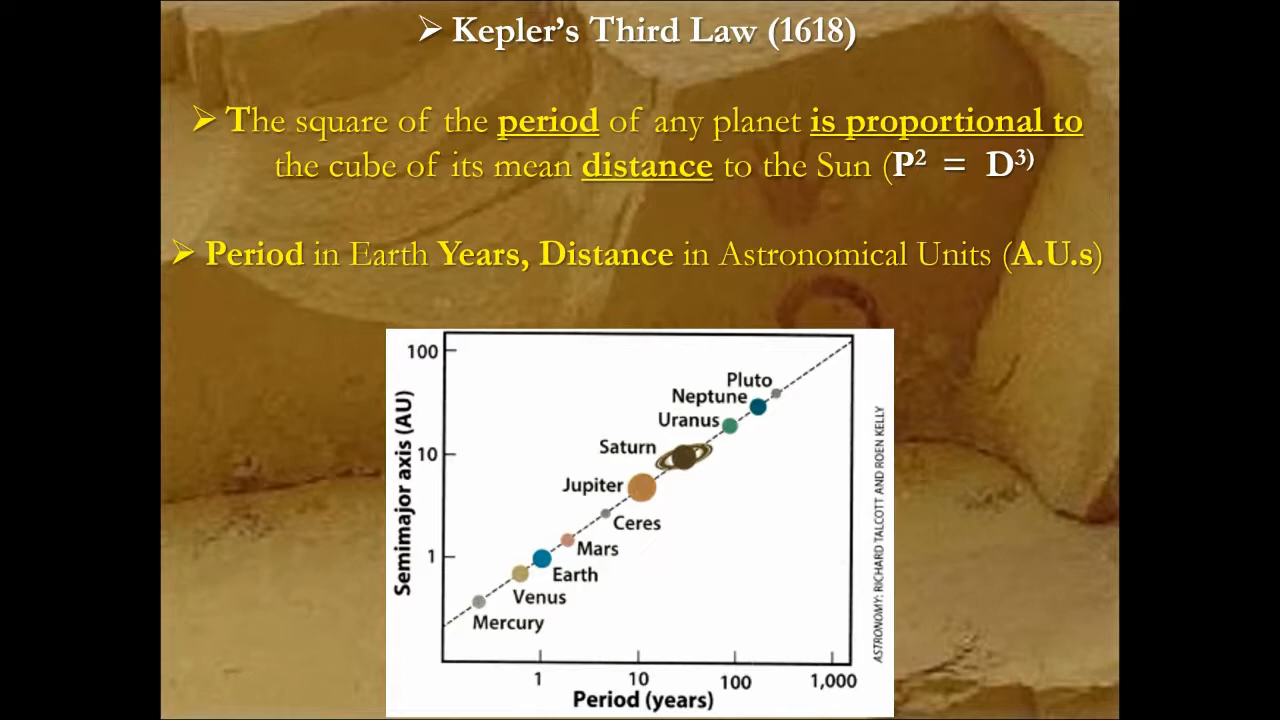 ➢ Kepler's Third Law (1618)
➢ The square of the period of any planet is proportional to
the cube of its mean distance to the Sun (P² = D³⁾
➢ Period in Earth Years, Distance in Astronomical Units (A.U.s)
100
10
1
Semimajor axis (AU)
Pluto
Neptune
Uranus
Saturn
Jupiter
Ceres
Mars
Earth
Venus
Mercury
1 10 100 1,000
Period (years)
ASTRONOMY: RICHARD TALCOTT AND ROEN KELLY